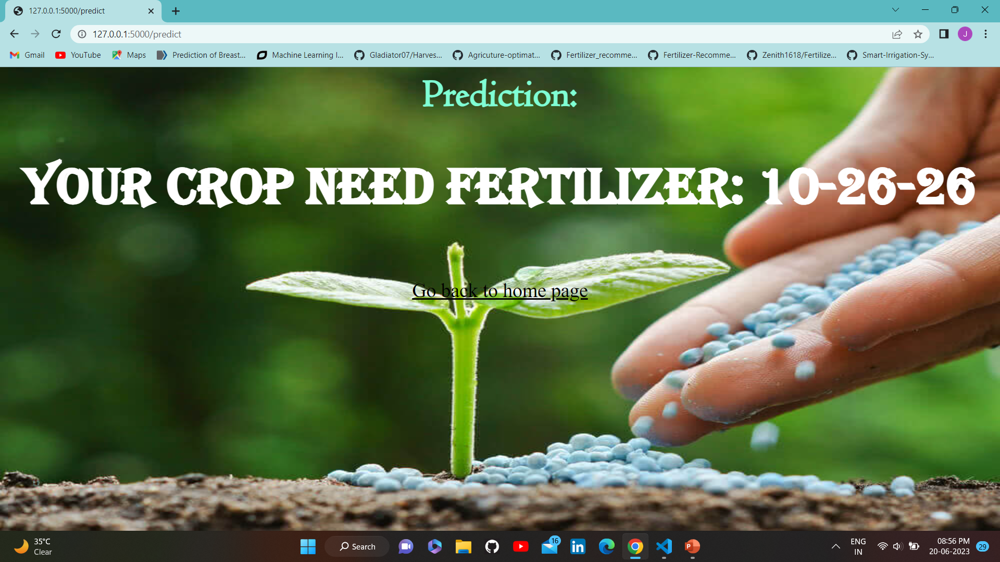 127.0.0.1:5000/predict
127.0.0.1:5000/predict
J
Gmail YouTube Maps Prediction of Breast... Machine Learning I... Gladiator07/Harves... Agricuture-optimat... Fertilizer_recomme... Fertilizer-Recomme... Zenith1618/Fertilize... Smart-Irrigation-Sy...
Prediction:
YOUR CROP NEED FERTILIZER: 10-26-26
Go back to home page
35°C
Clear
Search
16
ENG
IN
08:56 PM
20-06-2023
29